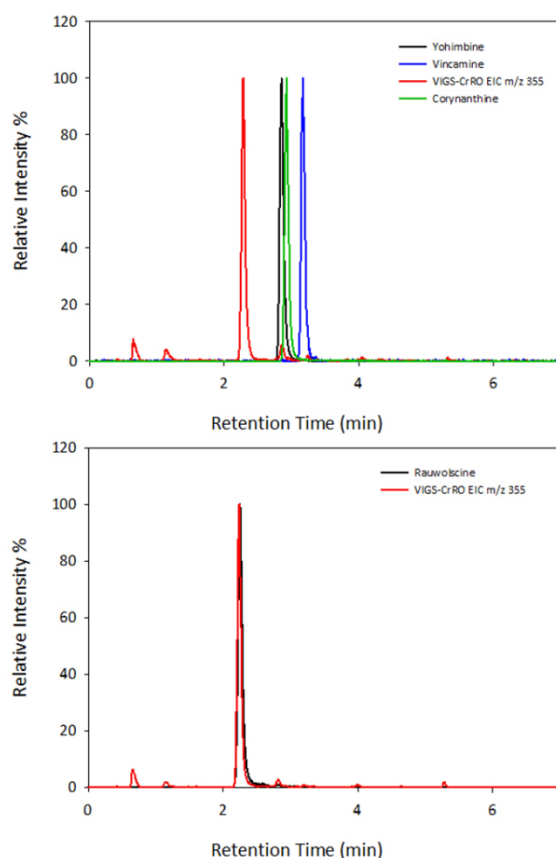 Yohimbine
Vincamine
VIGS-CrRO EIC m/z 355
Corynanthine
120
100
80
60
40
20
0
Relative Intensity %
0 2 4 6
Retention Time (min)
Rauwolscine
VIGS-CrRO EIC m/z 355
120
100
80
60
40
20
0
Relative Intensity %
0 2 4 6
Retention Time (min)